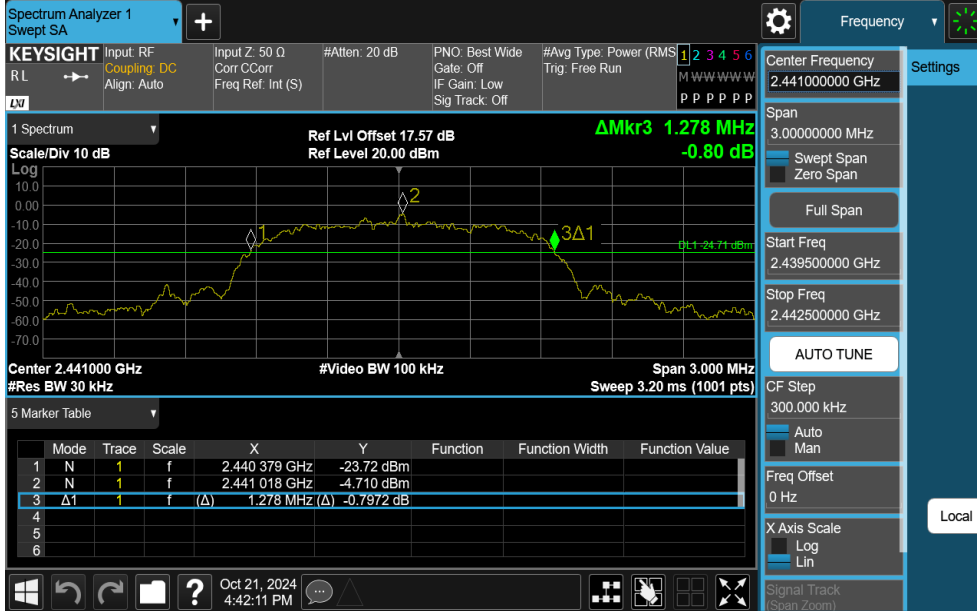 Spectrum Analyzer 1
Swept SA
Frequency
KEYSIGHT
R L
LXI
Input: RF
Coupling: DC
Align: Auto
Input Z: 50 Ω
Corr CCorr
Freq Ref: Int (S)
#Atten: 20 dB
PNO: Best Wide
Gate: Off
IF Gain: Low
Sig Track: Off
#Avg Type: Power (RMS
Trig: Free Run
1 2 3 4 5 6
M W W W W W
P P P P P P
Center Frequency
2.441000000 GHz
Settings
Span
3.00000000 MHz
Swept Span
Zero Span
Full Span
Start Freq
2.439500000 GHz
Stop Freq
2.442500000 GHz
AUTO TUNE
CF Step
300.000 kHz
Auto
Man
Freq Offset
0 Hz
X Axis Scale
Log
Lin
Signal Track
(Span Zoom)
Local
1 Spectrum
Scale/Div 10 dB
Ref Lvl Offset 17.57 dB
Ref Level 20.00 dBm
ΔMkr3 1.278 MHz
-0.80 dB
Log
10.0
0.00
-10.0
-20.0
-30.0
-40.0
-50.0
-60.0
-70.0
1
2
3Δ1
DL1 -24.71 dBm
Center 2.441000 GHz
#Video BW 100 kHz
Span 3.000 MHz
#Res BW 30 kHz
Sweep 3.20 ms (1001 pts)
5 Marker Table
Mode Trace Scale X Y Function Function Width Function Value
1 N 1 f 2.440 379 GHz -23.72 dBm
2 N 1 f 2.441 018 GHz -4.710 dBm
3 Δ1 1 f (Δ) 1.278 MHz (Δ) -0.7972 dB
4
5
6
?
Oct 21, 2024
4:42:11 PM